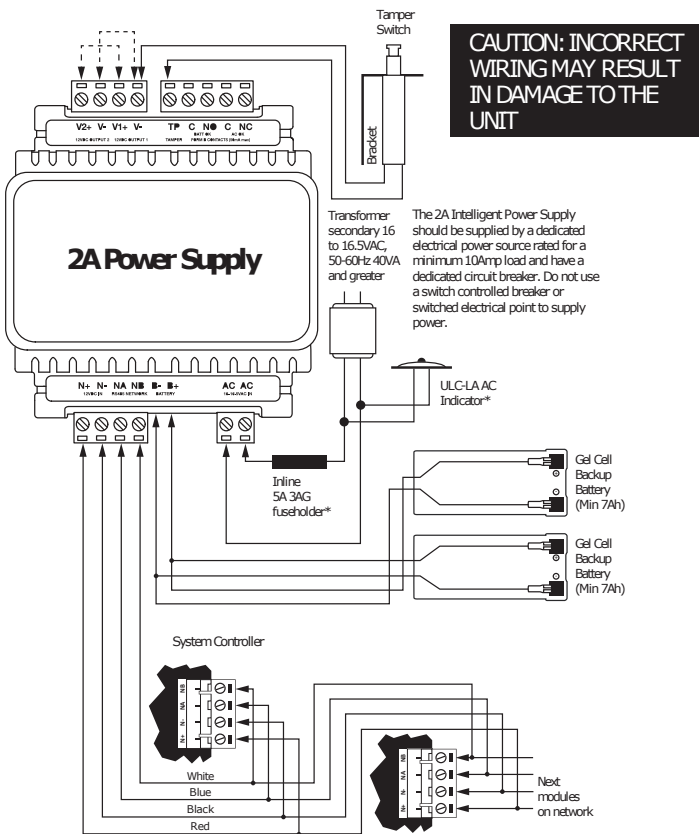 Tamper
Switch
CAUTION: INCORRECT
WIRING MAY RESULT
IN DAMAGE TO THE
UNIT
V2+ V- V1+ V-
12VDC OUTPUT 2 12VDC OUTPUT 1
TP C NO C NC
BATT OK AC OK
TAMPER FORM B CONTACTS (50mA max)
Bracket
2A Power Supply
Transformer
secondary 16
to 16.5VAC,
50-60Hz 40VA
and greater
The 2A Intelligent Power Supply
should be supplied by a dedicated
electrical power source rated for a
minimum 10Amp load and have a
dedicated circuit breaker. Do not use
a switch controlled breaker or
switched electrical point to supply
power.
N+ N- NA NB B- B+
12VDC IN RS485 NETWORK BATTERY
AC AC
ULC-LA AC
Indicator*
Inline
5A 3AG
fuseholder*
Gel Cell
Backup
Battery
(Min 7Ah)
Gel Cell
Backup
Battery
(Min 7Ah)
System Controller
NB
NA
N-
N+
White
Blue
Black
Red
NB
NA
N-
N+
Next
modules
on network